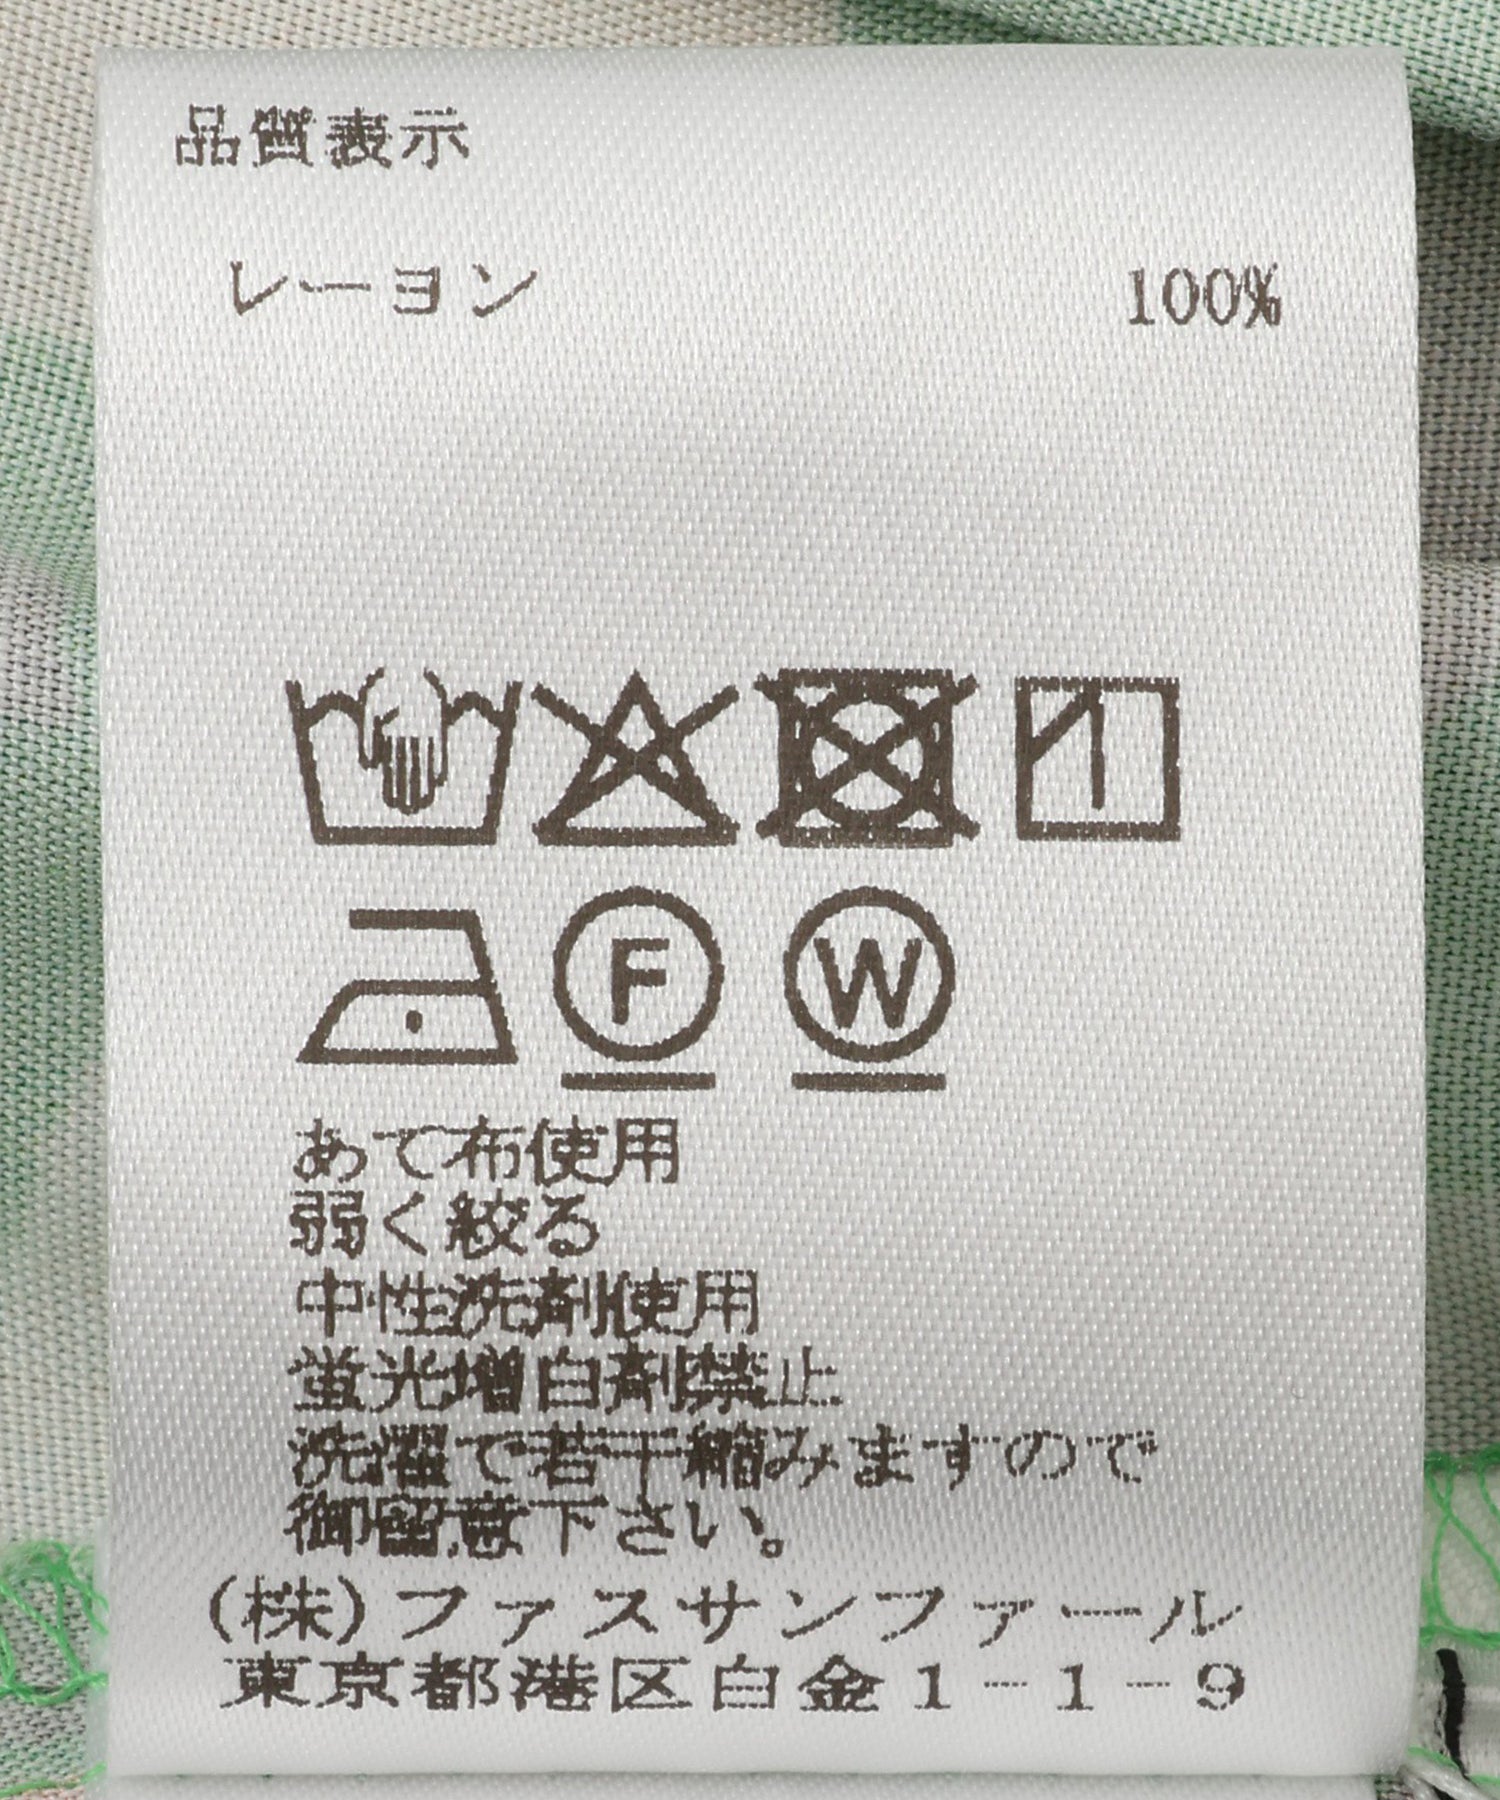 品質表示
レーヨン 100%
F W
あて布使用
弱く絞る
中性洗剤使用
蛍光増白剤禁止
洗濯で若干縮みますので
御留意下さい。
(株)ファスサンファール
東京都港区白金1-1-9